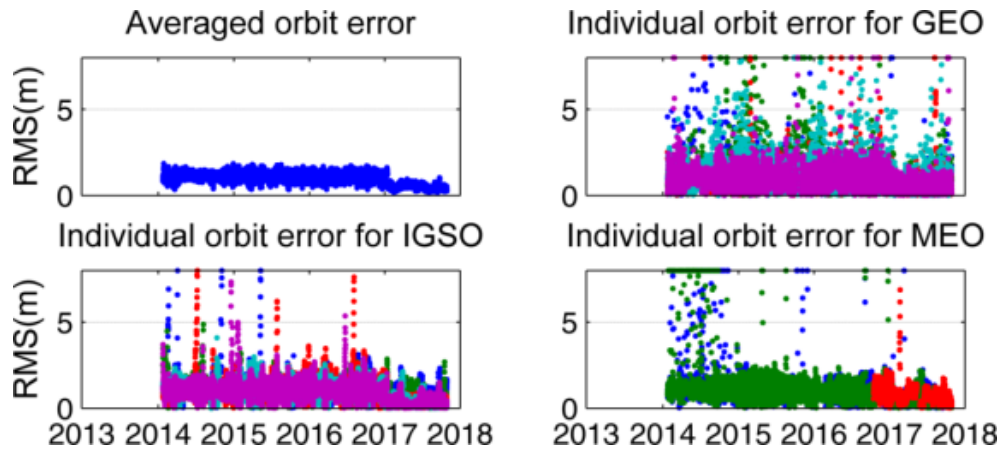 Averaged orbit error
Individual orbit error for GEO
RMS(m)
5
0
5
0
Individual orbit error for IGSO
Individual orbit error for MEO
RMS(m)
5
0
5
0
2013 2014 2015 2016 2017 2018
2013 2014 2015 2016 2017 2018